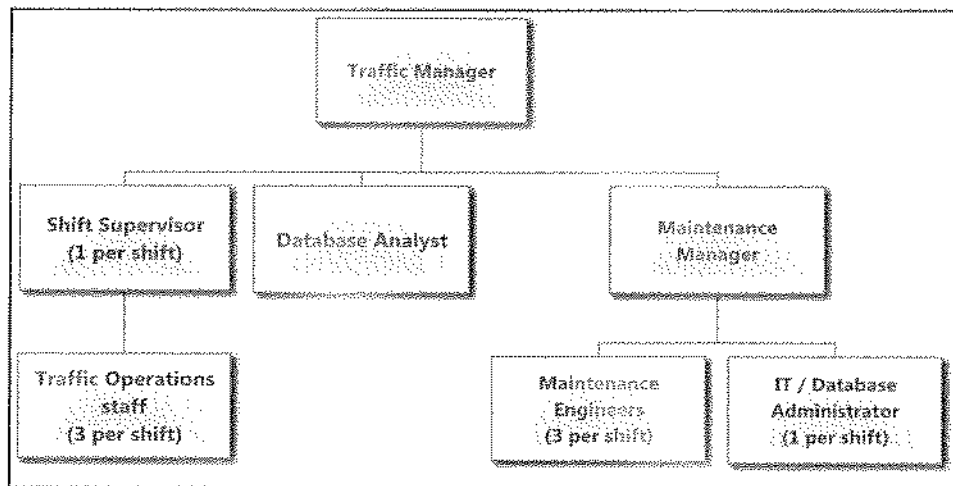 Traffic Manager
Shift Supervisor
(1 per shift)
Database Analyst
Maintenance
Manager
Traffic Operations
staff
(3 per shift)
Maintenance
Engineers
(3 per shift)
IT / Database
Administrator
(1 per shift)